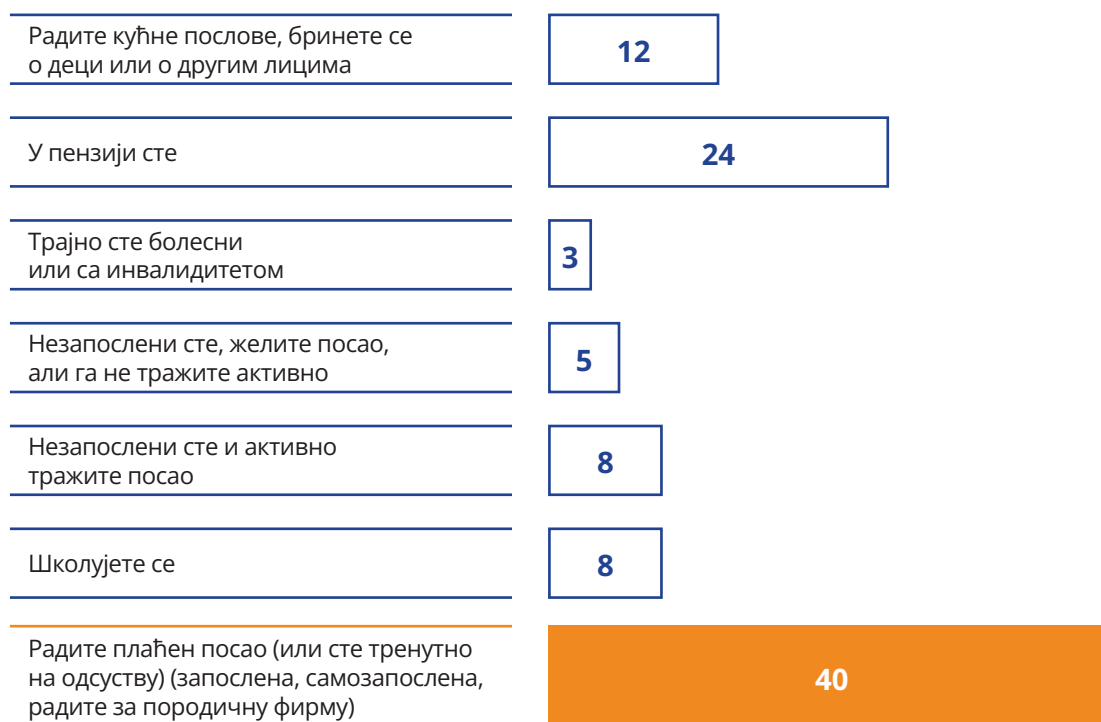 Радите кућне послове, бринете се
о деци или о другим лицима
12
У пензији сте
24
Трајно сте болесни
или са инвалидитетом
3
Незапослени сте, желите посао,
али га не тражите активно
5
Незапослени сте и активно
тражите посао
8
Школујете се
8
Радите плаћен посао (или сте тренутно
на одсуству) (запослена, самозапослена,
радите за породичну фирму)
40